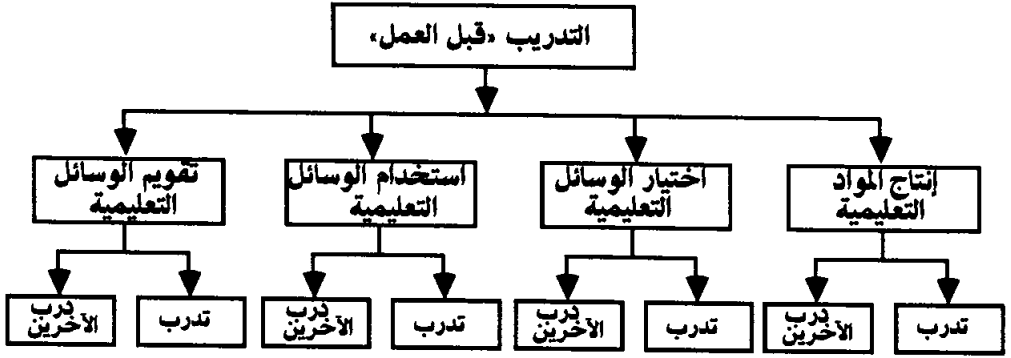 التدريب «قبل العمل»
إنتاج المواد
التعليمية
اختيار الوسائل
التعليمية
استخدام الوسائل
التعليمية
تقويم الوسائل
التعليمية
تدرب
درب
الآخرين
تدرب
درب
الآخرين
تدرب
درب
الآخرين
تدرب
درب
الآخرين